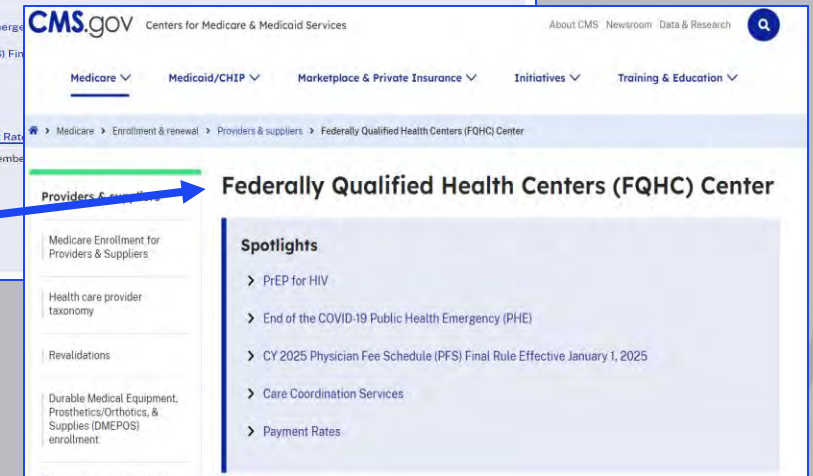 CMS.gov Centers for Medicare & Medicaid Services
About CMS Newsroom Data & Research
Medicare
Medicaid/CHIP
Marketplace & Private Insurance
Initiatives
Training & Education
> Medicare > Enrollment & renewal > Providers & suppliers > Federally Qualified Health Centers (FQHC) Center
Providers & suppliers
Medicare Enrollment for
Providers & Suppliers
Health care provider
taxonomy
Revalidations
Durable Medical Equipment,
Prosthetics/Orthotics, &
Supplies (DMEPOS)
enrollment
Federally Qualified Health Centers (FQHC) Center
Spotlights
> PrEP for HIV
> End of the COVID-19 Public Health Emergency (PHE)
> CY 2025 Physician Fee Schedule (PFS) Final Rule Effective January 1, 2025
> Care Coordination Services
> Payment Rates